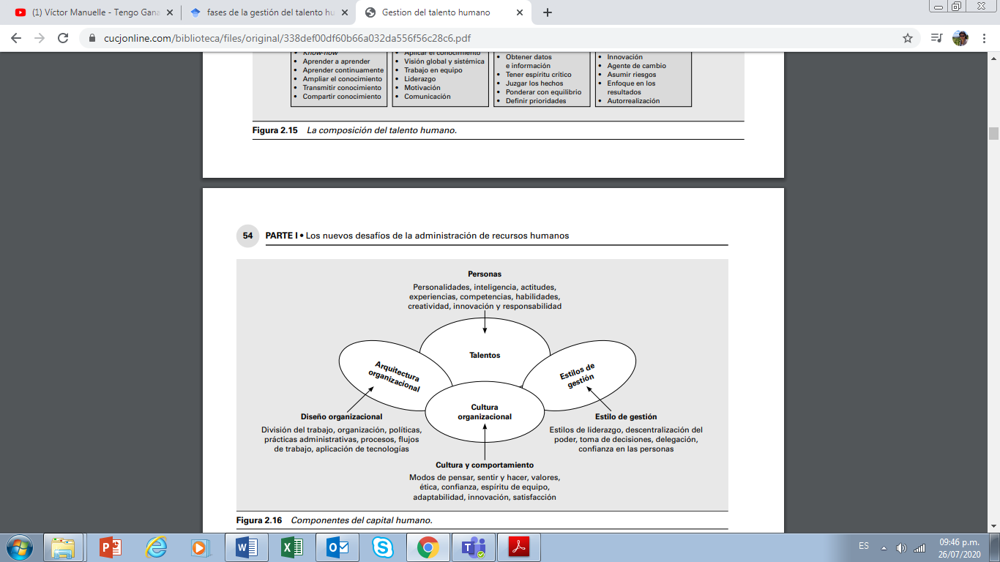 (1) Víctor Manuelle - Tengo Gana
fases de la gestión del talento hu
Gestion del talento humano
cucjonline.com/biblioteca/files/original/338def00df60b66a032da556f56c28c6.pdf
• Know-now
• Aprender a aprender
• Aprender continuamente
• Ampliar el conocimiento
• Transmitir conocimiento
• Compartir conocimiento
• Aplicar el conocimiento
• Visión global y sistémica
• Trabajo en equipo
• Liderazgo
• Motivación
• Comunicación
• Obtener datos
e información
• Tener espíritu crítico
• Juzgar los hechos
• Ponderar con equilibrio
• Definir prioridades
• Innovación
• Agente de cambio
• Asumir riesgos
• Enfoque en los
resultados
• Autorrealización
Figura 2.15 La composición del talento humano.
54 PARTE I • Los nuevos desafíos de la administración de recursos humanos
Personas
Personalidades, inteligencia, actitudes,
experiencias, competencias, habilidades,
creatividad, innovación y responsabilidad
Talentos
Arquitectura
organizacional
Estilos de
gestión
Cultura
organizacional
Diseño organizacional
División del trabajo, organización, políticas,
prácticas administrativas, procesos, flujos
de trabajo, aplicación de tecnologías
Estilo de gestión
Estilos de liderazgo, descentralización del
poder, toma de decisiones, delegación,
confianza en las personas
Cultura y comportamiento
Modos de pensar, sentir y hacer, valores,
ética, confianza, espíritu de equipo,
adaptabilidad, innovación, satisfacción
Figura 2.16 Componentes del capital humano.
ES
09:46 p.m.
26/07/2020